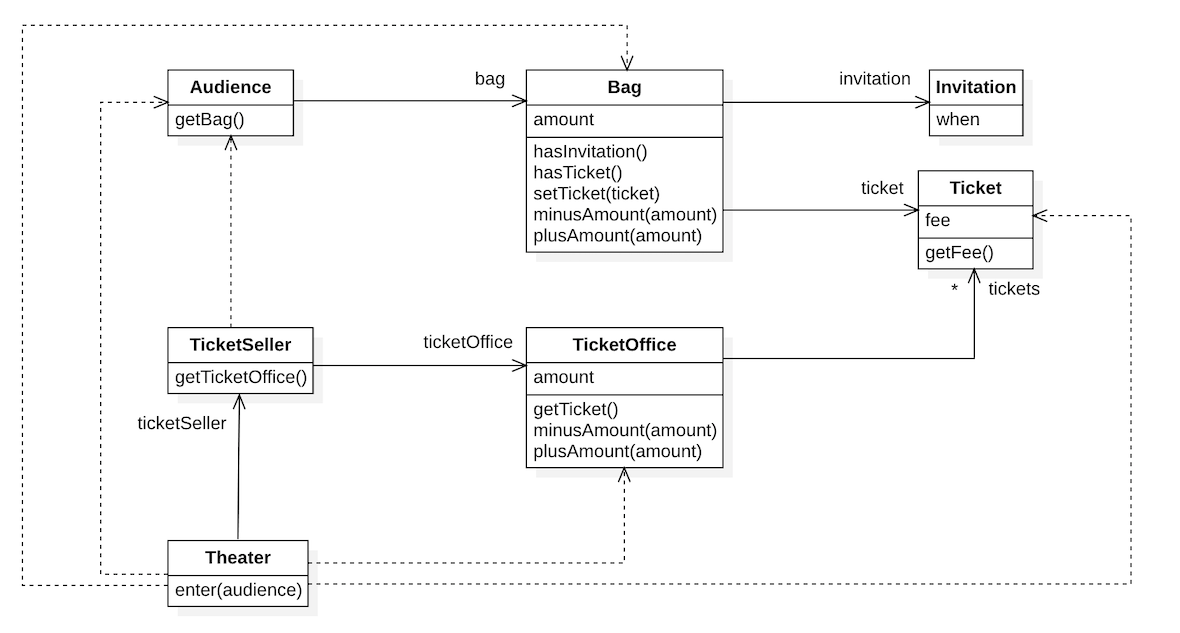 Audience
getBag()
bag
Bag
amount
hasInvitation()
hasTicket()
setTicket(ticket)
minusAmount(amount)
plusAmount(amount)
invitation
Invitation
when
ticket
Ticket
fee
getFee()
* tickets
TicketSeller
getTicketOffice()
ticketOffice
TicketOffice
amount
getTicket()
minusAmount(amount)
plusAmount(amount)
ticketSeller
Theater
enter(audience)